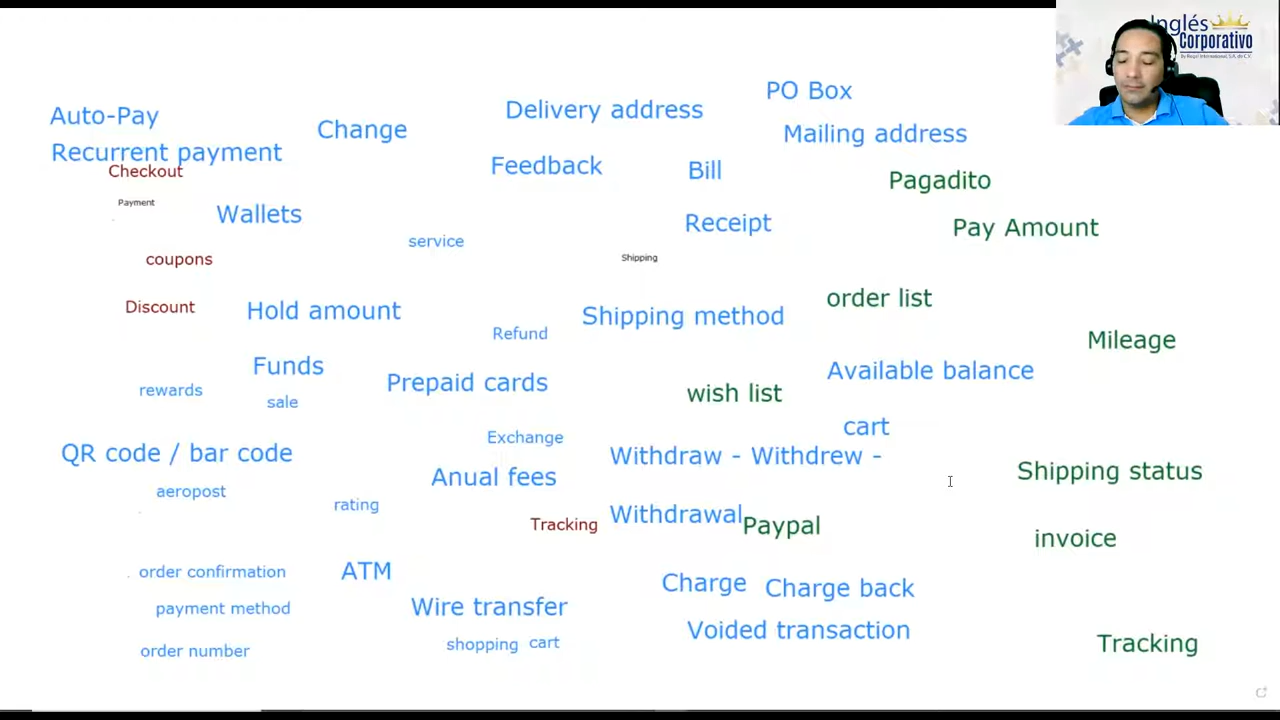 Inglés
Corporativo
PO Box
Delivery address
Auto-Pay
Change
Mailing address
Recurrent payment
Feedback
Bill
Checkout
Pagadito
Payment
Wallets
Receipt
Pay Amount
service
coupons
Shipping
order list
Discount
Hold amount
Shipping method
Refund
Mileage
Funds
Available balance
Prepaid cards
rewards
wish list
sale
cart
Exchange
QR code / bar code
Withdraw - Withdrew -
Anual fees
Shipping status
aeropost
rating
Withdrawal
Tracking
Paypal
invoice
order confirmation
ATM
Charge
Charge back
payment method
Wire transfer
Voided transaction
shopping cart
Tracking
order number